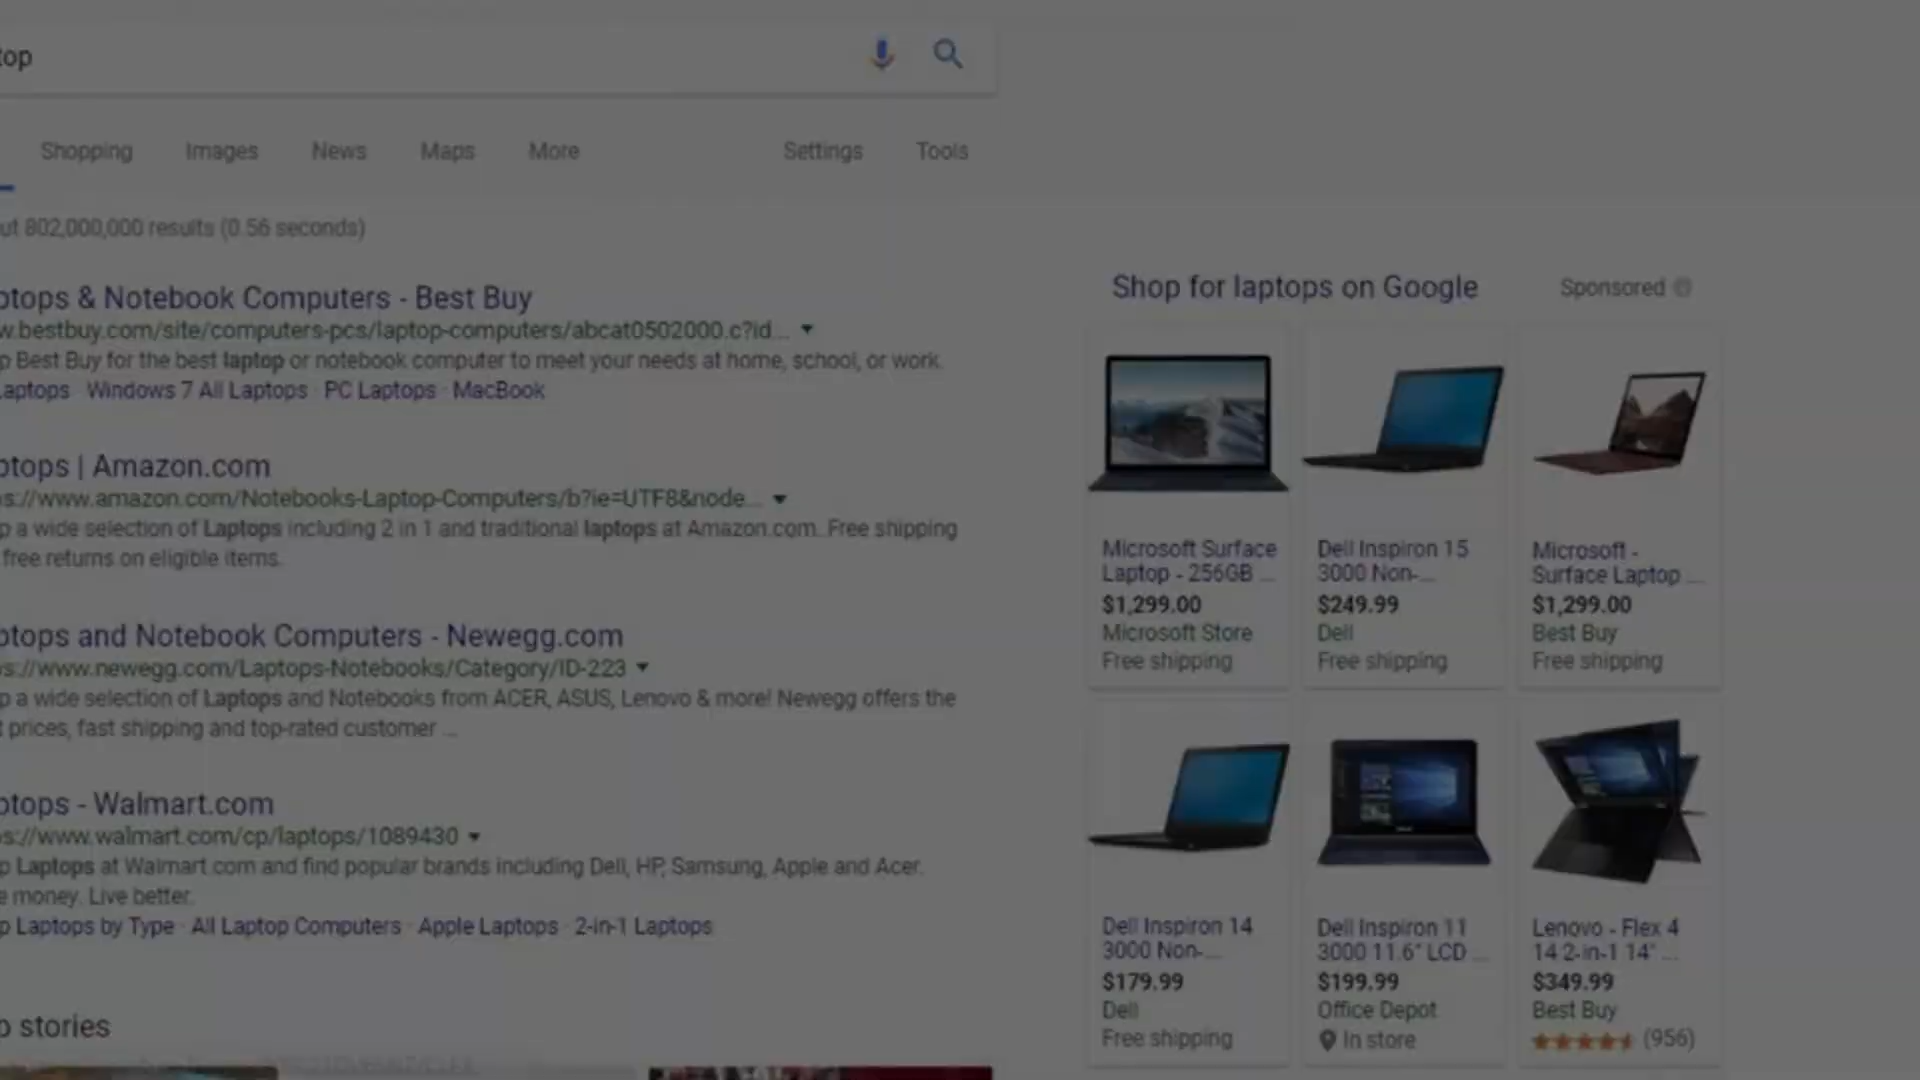 top
Shopping Images News Maps More Settings Tools
ut 802,000,000 results (0.56 seconds)
ptops & Notebook Computers - Best Buy
w.bestbuy.com/site/computers-pcs/laptop-computers/abcat0502000.c?id...
p Best Buy for the best laptop or notebook computer to meet your needs at home, school, or work.
Laptops · Windows 7 All Laptops · PC Laptops · MacBook
ptops | Amazon.com
s://www.amazon.com/Notebooks-Laptop-Computers/b?ie=UTF8&node...
p a wide selection of Laptops including 2 in 1 and traditional laptops at Amazon.com. Free shipping
free returns on eligible items.
ptops and Notebook Computers - Newegg.com
s://www.newegg.com/Laptops-Notebooks/Category/ID-223
p a wide selection of Laptops and Notebooks from ACER, ASUS, Lenovo & more! Newegg offers the
t prices, fast shipping and top-rated customer ...
ptops - Walmart.com
s://www.walmart.com/cp/laptops/1089430
p Laptops at Walmart.com and find popular brands including Dell, HP, Samsung, Apple and Acer.
e money. Live better.
p Laptops by Type · All Laptop Computers · Apple Laptops · 2-in-1 Laptops
p stories
Shop for laptops on Google Sponsored
Microsoft Surface
Laptop - 256GB ...
$1,299.00
Microsoft Store
Free shipping
Dell Inspiron 15
3000 Non-...
$249.99
Dell
Free shipping
Microsoft -
Surface Laptop ...
$1,299.00
Best Buy
Free shipping
Dell Inspiron 14
3000 Non-...
$179.99
Dell
Free shipping
Dell Inspiron 11
3000 11.6" LCD ...
$199.99
Office Depot
In store
Lenovo - Flex 4
14 2-in-1 14" ...
$349.99
Best Buy
(956)